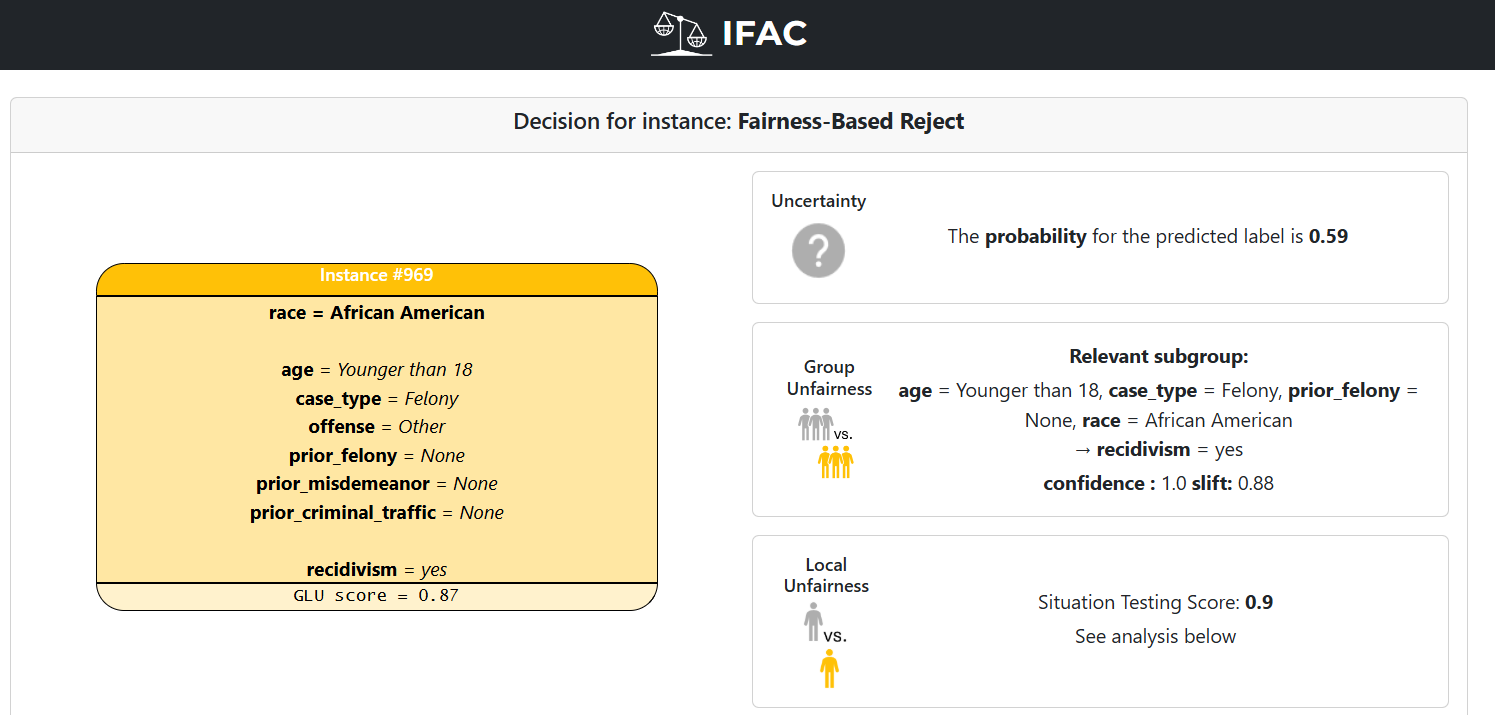 IFAC
Decision for instance: Fairness-Based Reject
Instance #969
race = African American
age = Younger than 18
case_type = Felony
offense = Other
prior_felony = None
prior_misdemeanor = None
prior_criminal_traffic = None
recidivism = yes
GLU score = 0.87
Uncertainty
?
The probability for the predicted label is 0.59
Group
Unfairness
vs.
Relevant subgroup:
age = Younger than 18, case_type = Felony, prior_felony =
None, race = African American
→ recidivism = yes
confidence : 1.0 slift: 0.88
Local
Unfairness
vs.
Situation Testing Score: 0.9
See analysis below